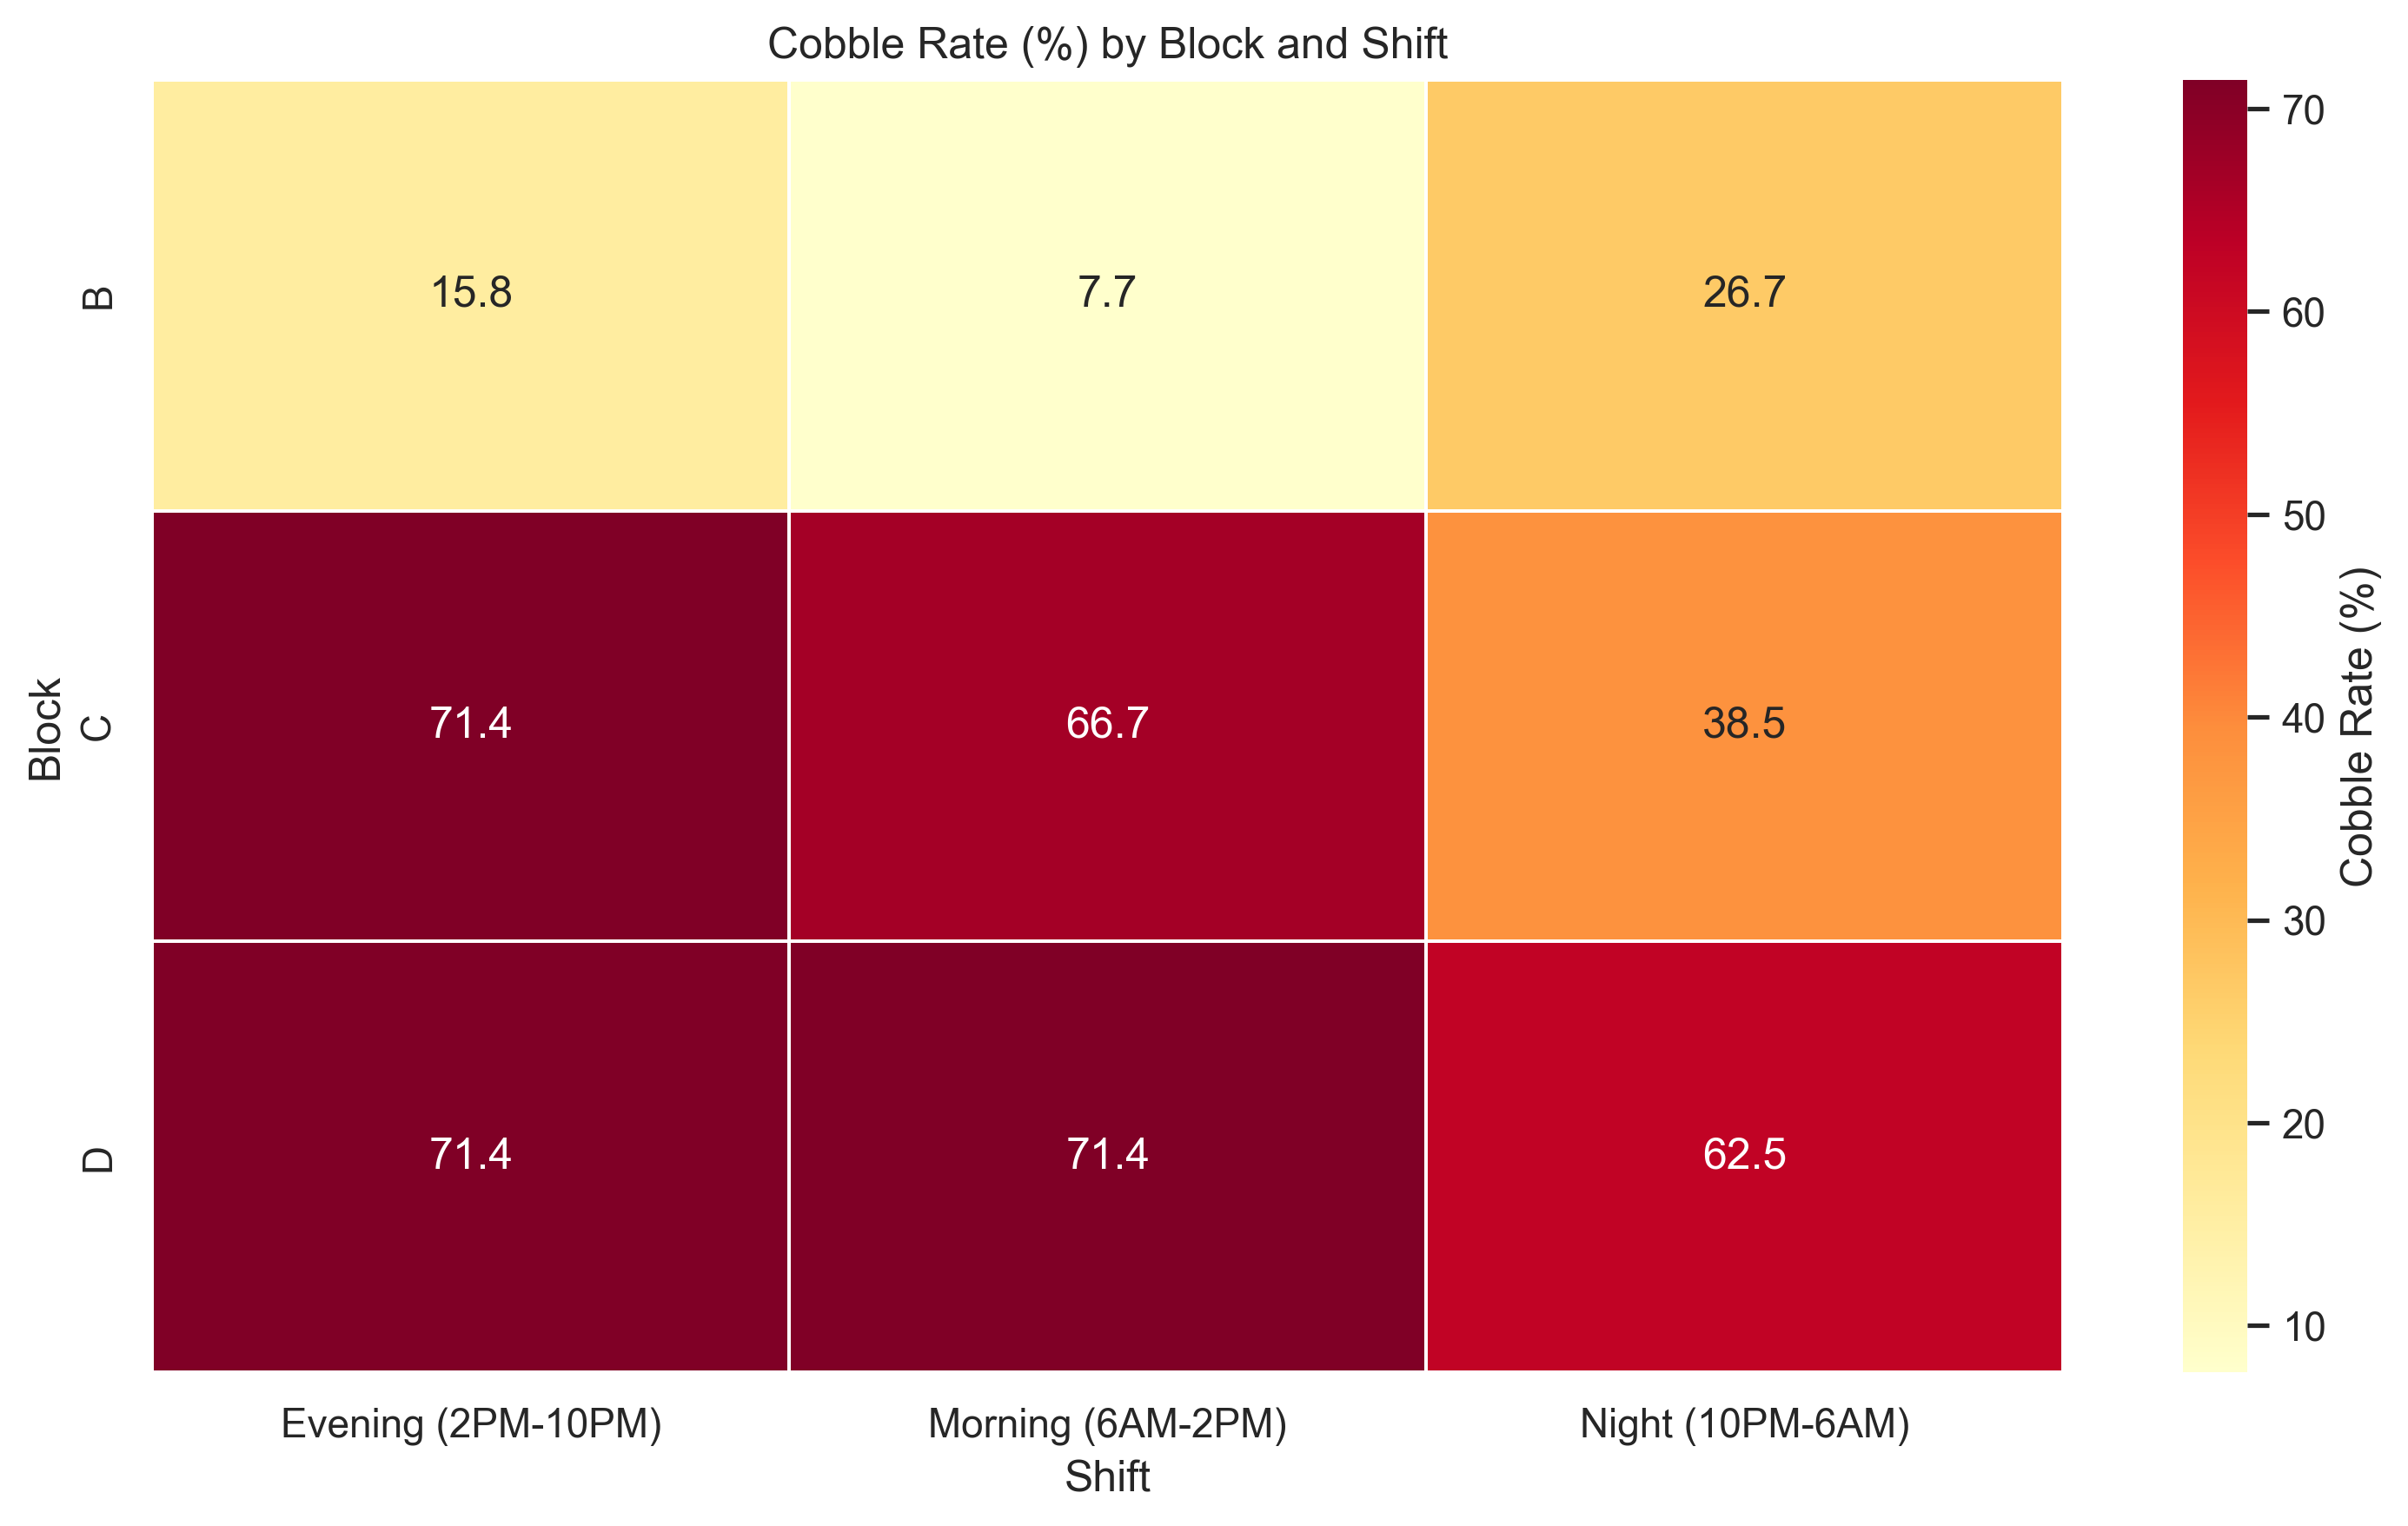 Cobble Rate (%) by Block and Shift
Block
B
15.8 7.7 26.7
C
71.4 66.7 38.5
D
71.4 71.4 62.5
Evening (2PM-10PM) Morning (6AM-2PM) Night (10PM-6AM)
Shift
70
60
50
40
30
20
10
Cobble Rate (%)